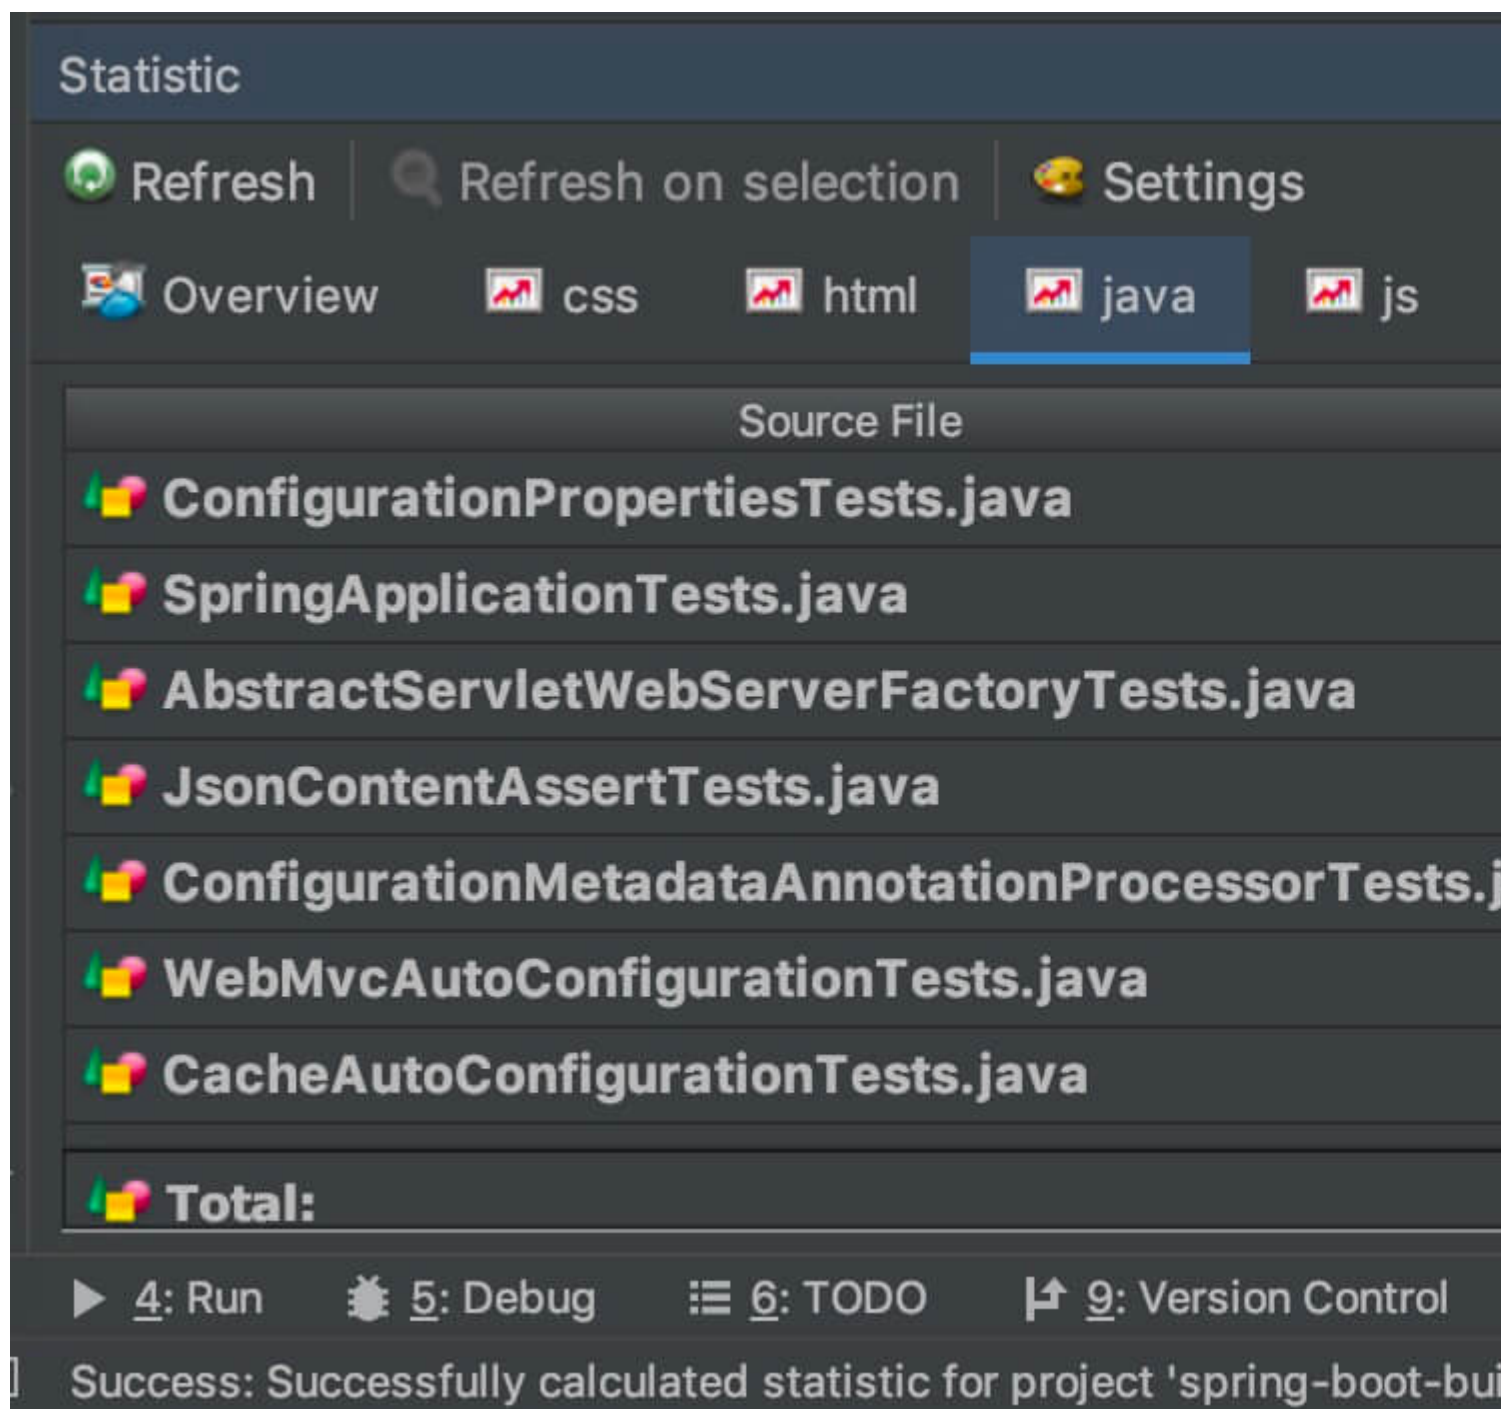 Statistic
Refresh Refresh on selection Settings
Overview css html java js
Source File
ConfigurationPropertiesTests.java
SpringApplicationTests.java
AbstractServletWebServerFactoryTests.java
JsonContentAssertTests.java
ConfigurationMetadataAnnotationProcessorTests.j
WebMvcAutoConfigurationTests.java
CacheAutoConfigurationTests.java
Total:
4: Run 5: Debug 6: TODO 9: Version Control
Success: Successfully calculated statistic for project 'spring-boot-bui